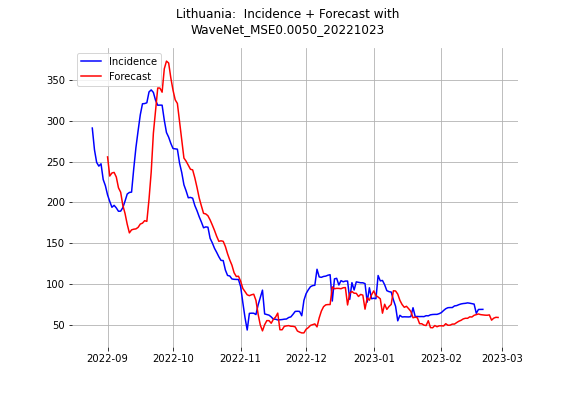 Lithuania:  Incidence + Forecast with
WaveNet_MSE0.0050_20221023
Incidence
Forecast
350
300
250
200
150
100
50
2022-09 2022-10 2022-11 2022-12 2023-01 2023-02 2023-03